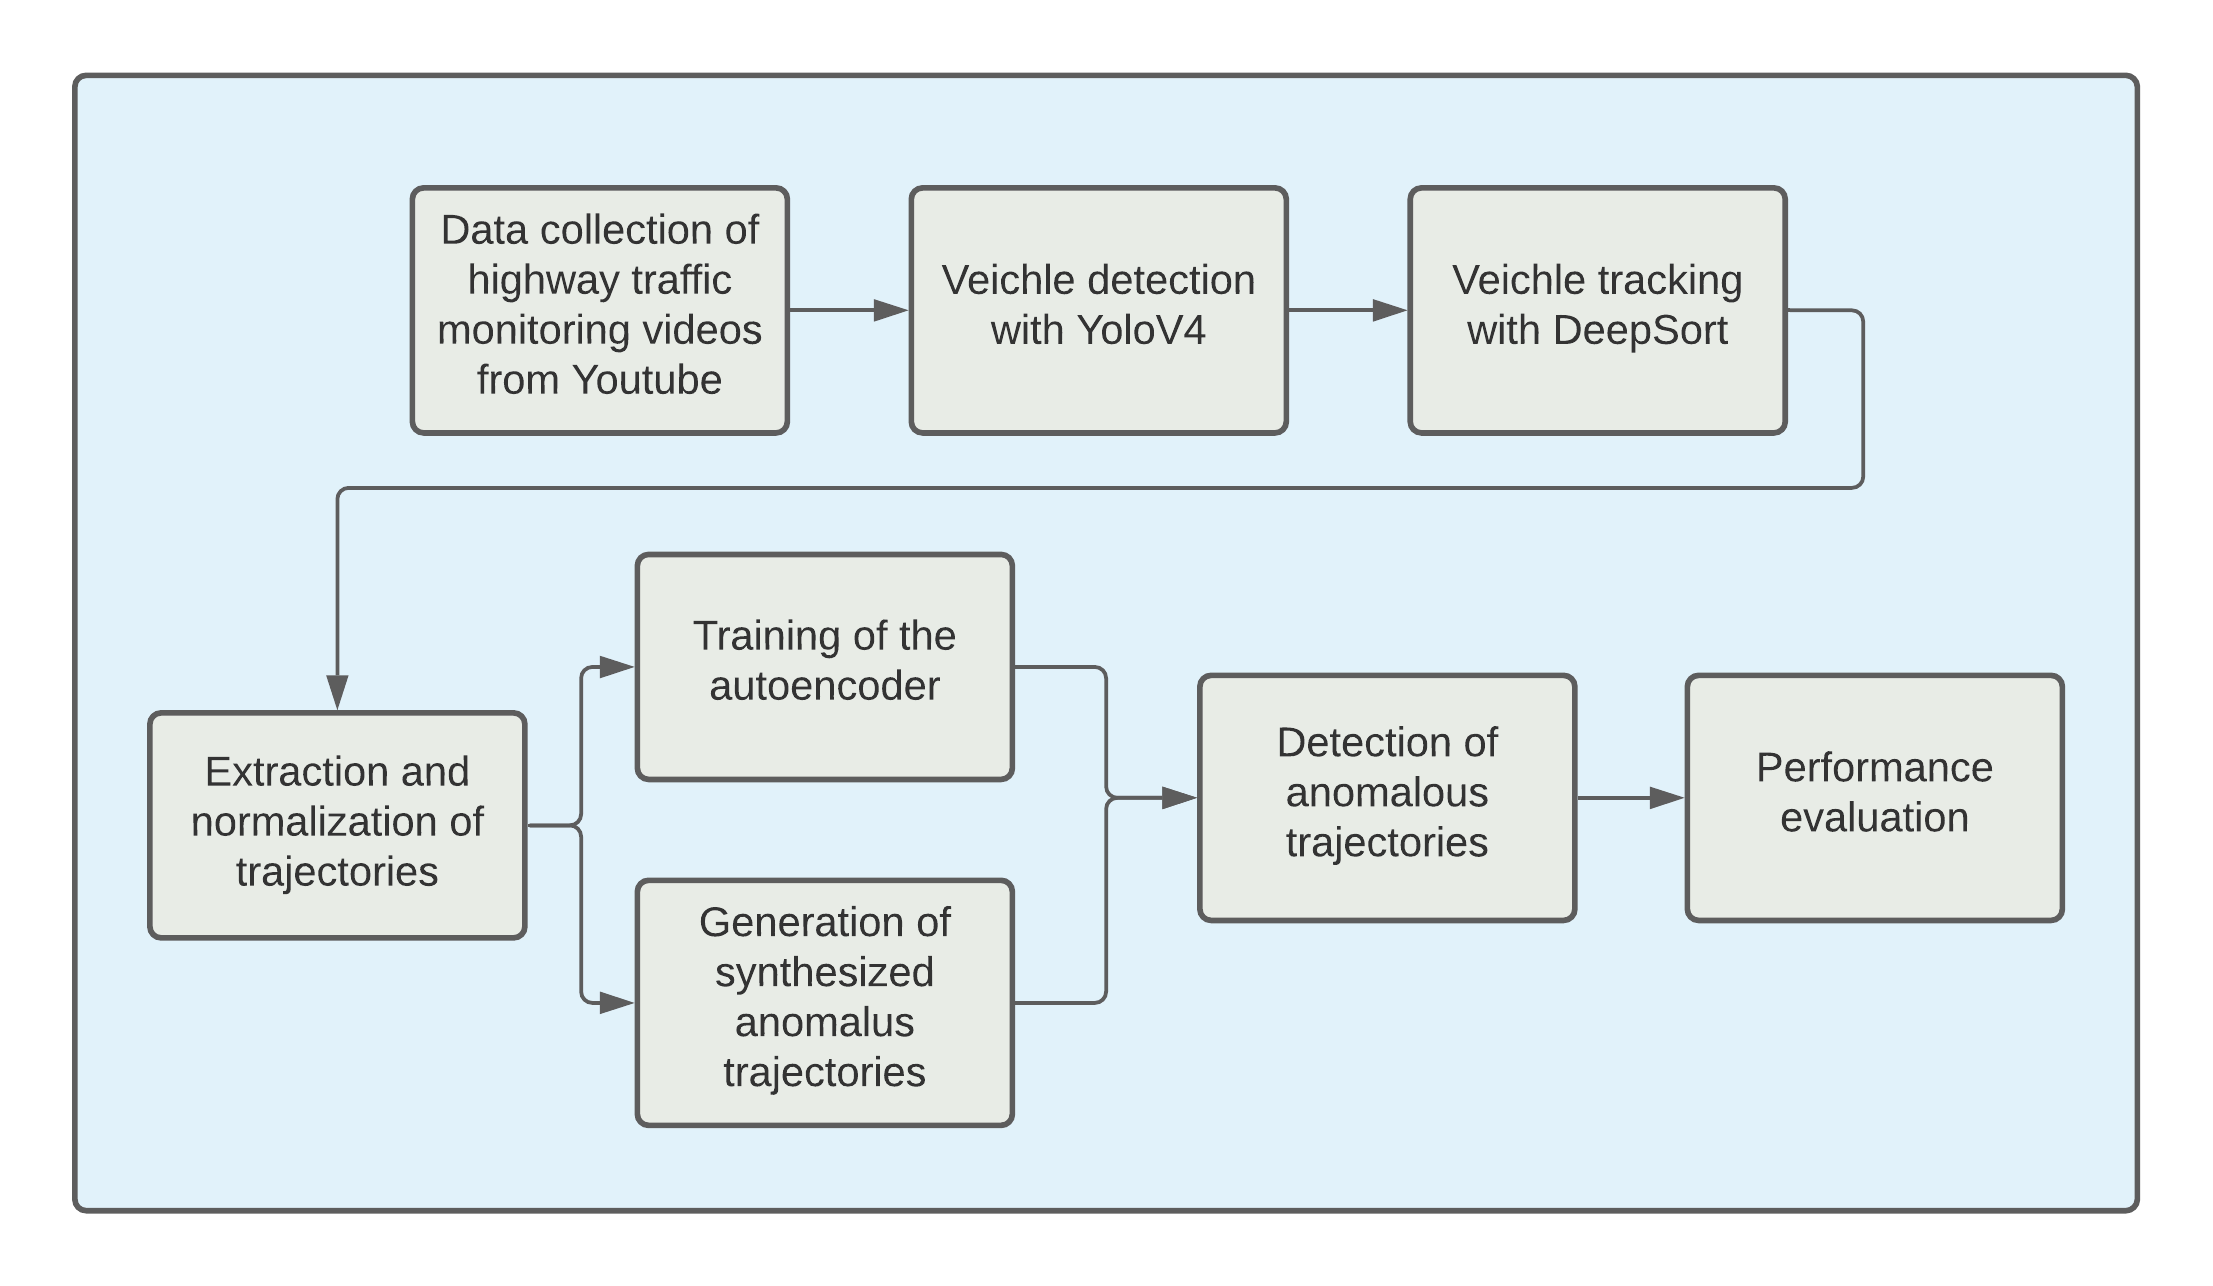 Data collection of
highway traffic
monitoring videos
from Youtube
Veichle detection
with YoloV4
Veichle tracking
with DeepSort
Extraction and
normalization of
trajectories
Training of the
autoencoder
Generation of
synthesized
anomalus
trajectories
Detection of
anomalous
trajectories
Performance
evaluation